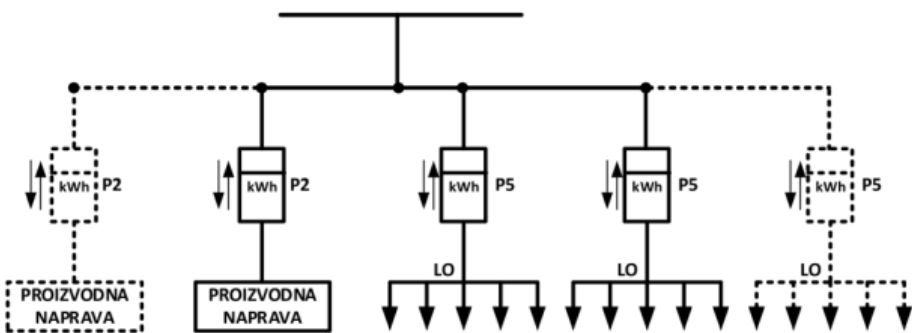 kWh P2 kWh P2 kWh P5 kWh P5 kWh P5
LO LO LO
PROIZVODNA PROIZVODNA
NAPRAVA NAPRAVA